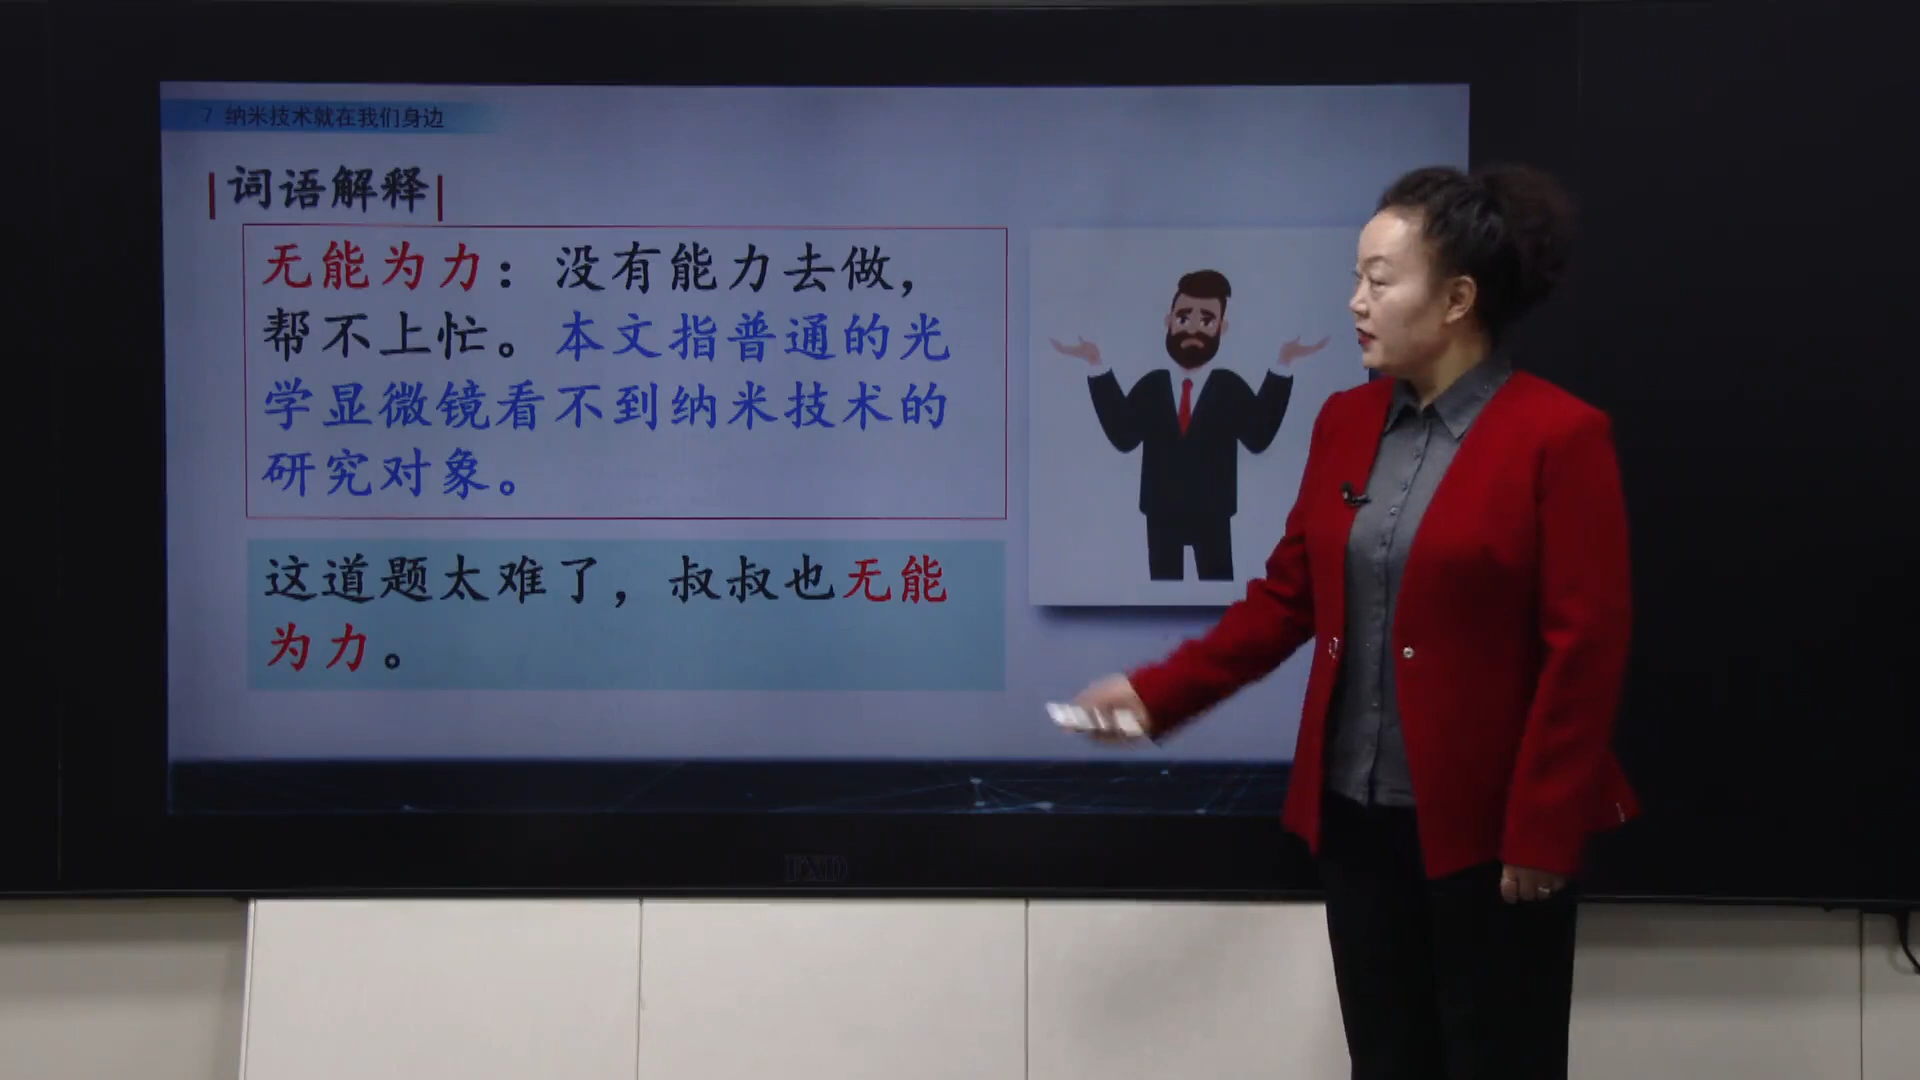 7 纳米技术就在我们身边
词语解释
无能为力：没有能力去做，
帮不上忙。本文指普通的光
学显微镜看不到纳米技术的
研究对象。
这道题太难了，叔叔也无能
为力。